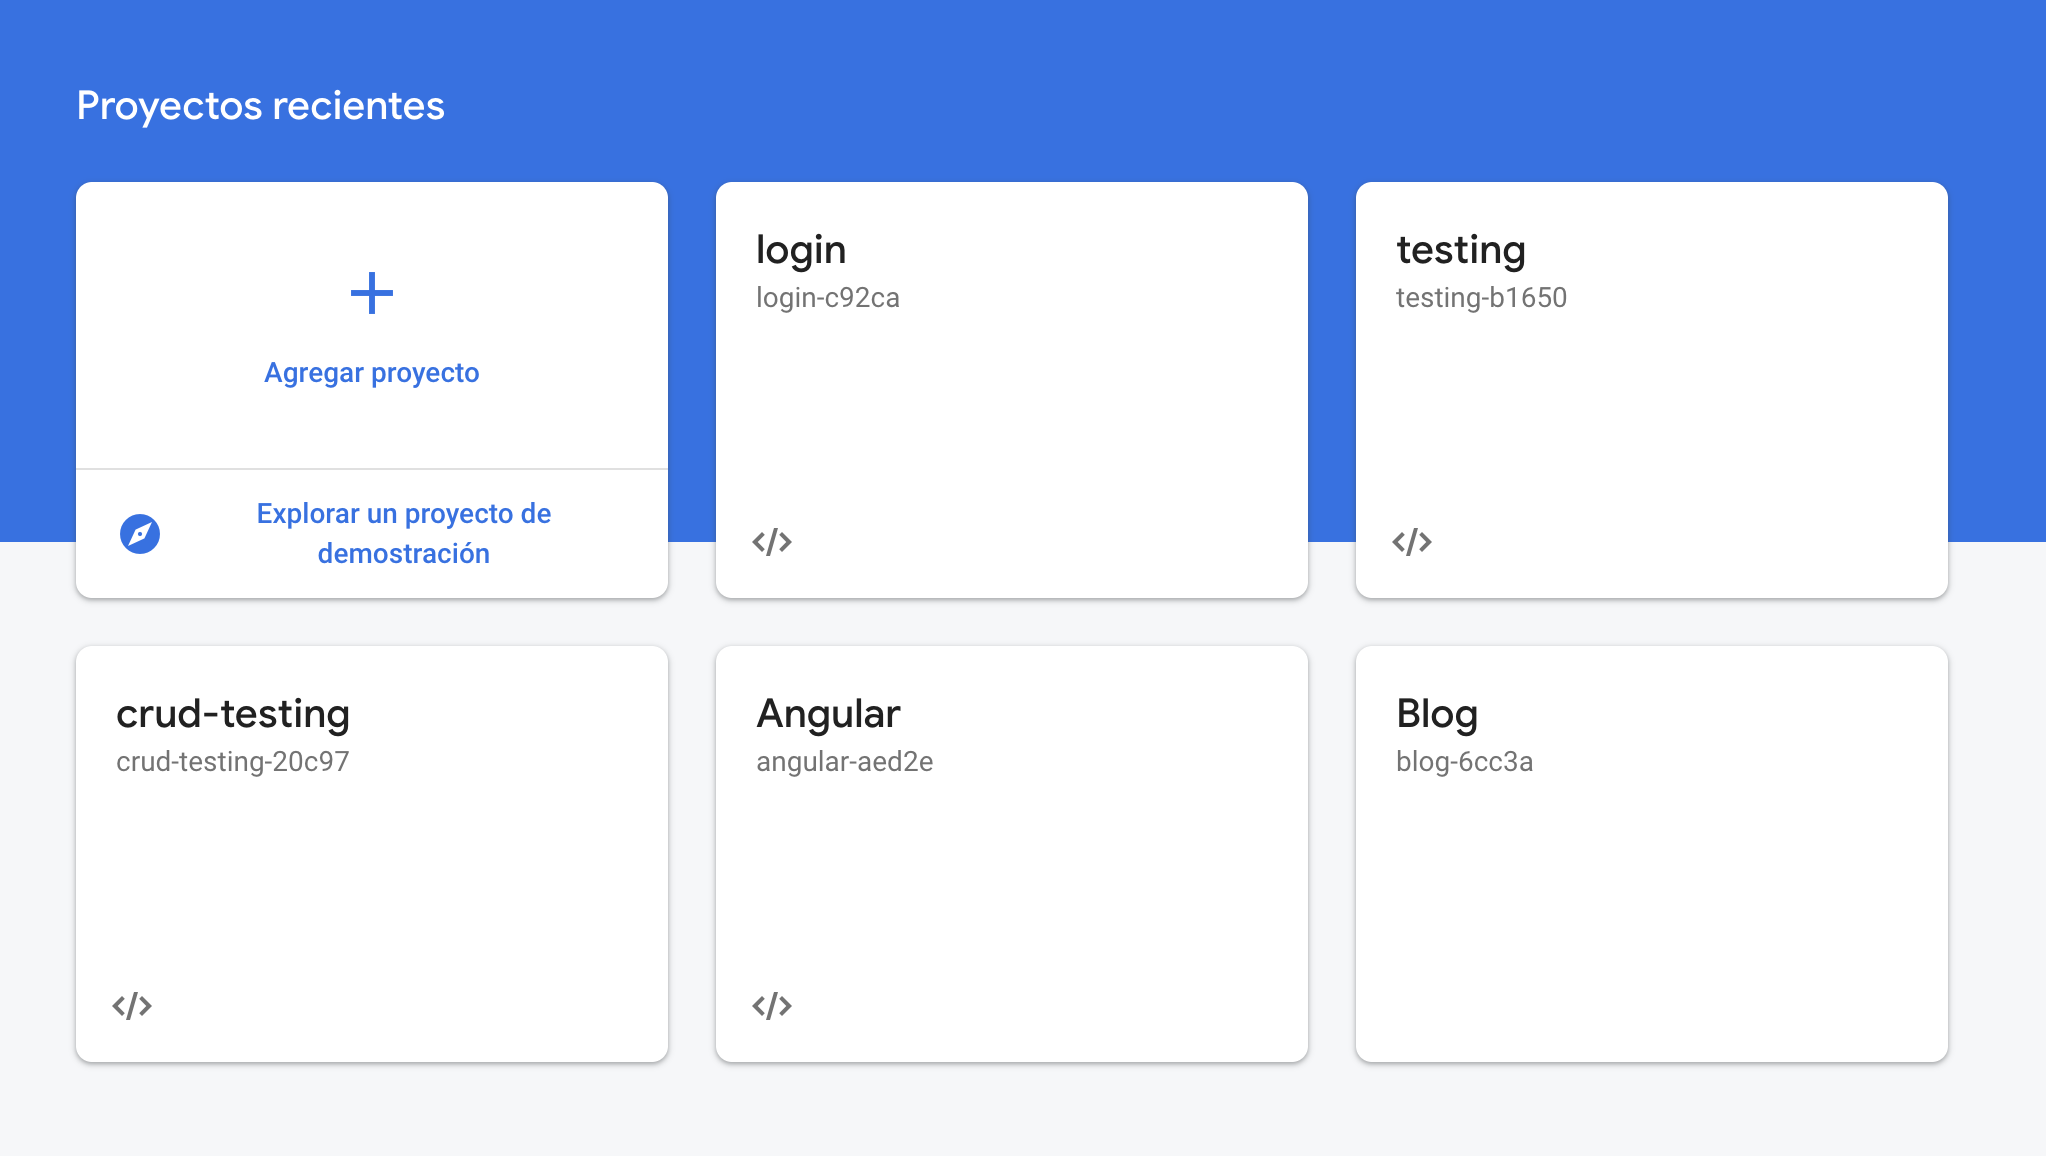 Proyectos recientes
Agregar proyecto
Explorar un proyecto de
demostración
login
login-c92ca
testing
testing-b1650
crud-testing
crud-testing-20c97
Angular
angular-aed2e
Blog
blog-6cc3a